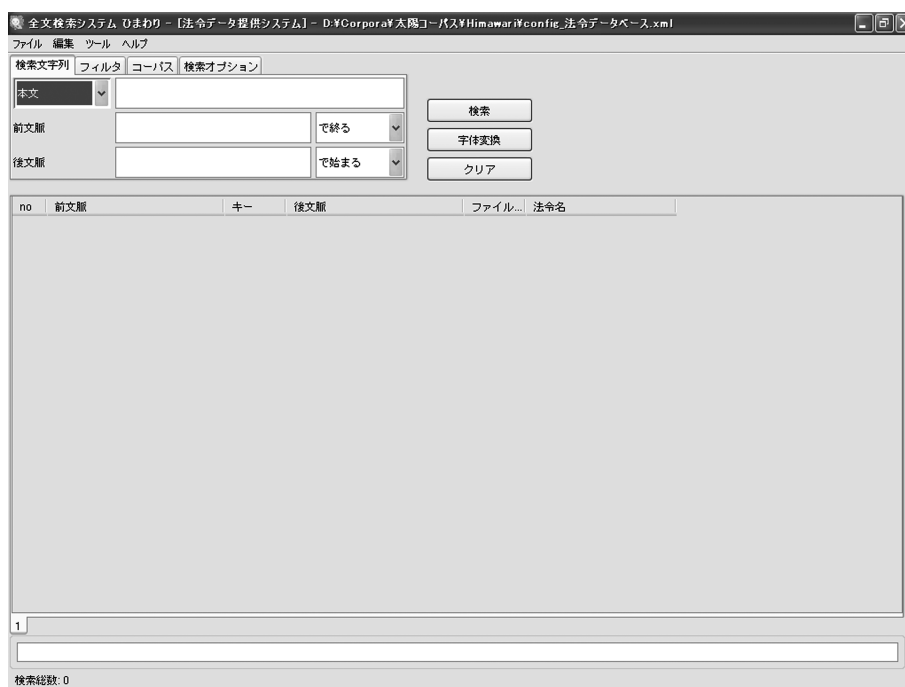 全文検索システム ひまわり - [法令データ提供システム] - D:¥Corpora¥太陽コーパス¥Himawari¥config_法令データベース.xml
ファイル 編集 ツール ヘルプ
検索文字列 フィルタ コーパス 検索オプション
本文
検索
前文脈 で終る
字体変換
後文脈 で始まる
クリア
no 前文脈 キー 後文脈 ファイル... 法令名
1
検索総数: 0